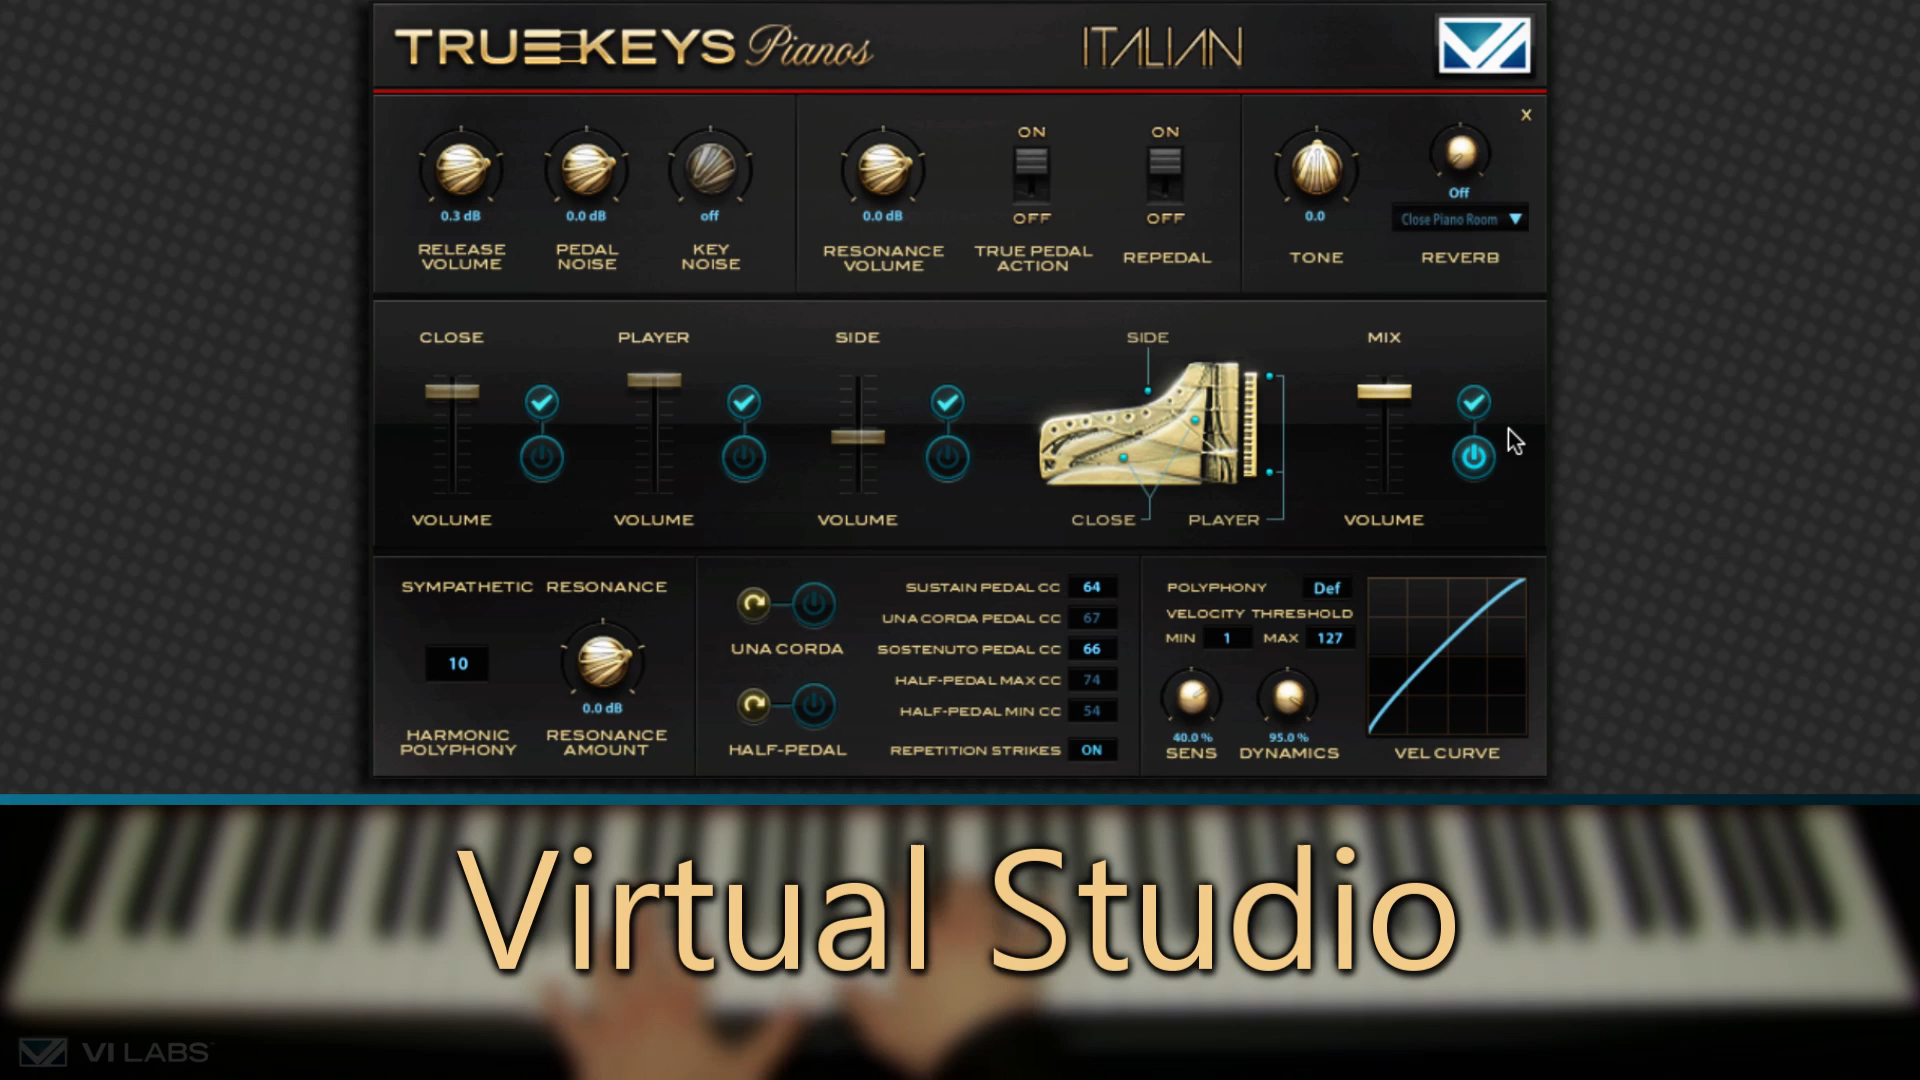 TRUEKEYS Pianos
ITALIAN
X
ON
ON
0.3 dB
0.0 dB
off
0.0 dB
OFF
OFF
0.0
Off
Close Piano Room
RELEASE
VOLUME
PEDAL
NOISE
KEY
NOISE
RESONANCE
VOLUME
TRUE PEDAL
ACTION
REPEDAL
TONE
REVERB
CLOSE
PLAYER
SIDE
SIDE
MIX
VOLUME
VOLUME
VOLUME
CLOSE
PLAYER
VOLUME
SYMPATHETIC RESONANCE
10
0.0 dB
HARMONIC
POLYPHONY
RESONANCE
AMOUNT
UNA CORDA
HALF-PEDAL
SUSTAIN PEDAL CC 64
UNA CORDA PEDAL CC 67
SOSTENUTO PEDAL CC 66
HALF-PEDAL MAX CC 74
HALF-PEDAL MIN CC 54
REPETITION STRIKES ON
POLYPHONY Def
VELOCITY THRESHOLD
MIN 1 MAX 127
40.0 %
95.0 %
SENS
DYNAMICS
VEL CURVE
Virtual Studio
VI LABS